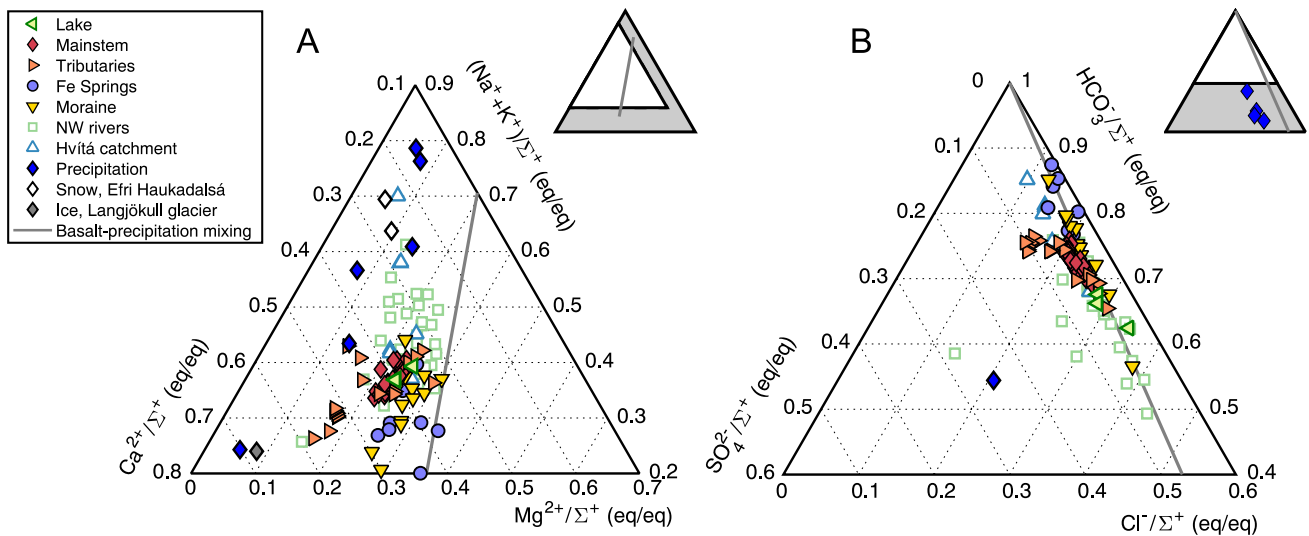 Lake
Mainstem
Tributaries
Fe Springs
Moraine
NW rivers
Hvítá catchment
Precipitation
Snow, Efri Haukadalsá
Ice, Langjökull glacier
Basalt-precipitation mixing
A
0.1 0.9
0.2 0.8
0.3 0.7
0.4 0.6
0.5 0.5
0.6 0.4
0.7 0.3
0.8 0.2
0 0.1 0.2 0.3 0.4 0.5 0.6 0.7
(Na⁺+K⁺)/Σ⁺ (eq/eq)
Ca²⁺/Σ⁺ (eq/eq)
Mg²⁺/Σ⁺ (eq/eq)
B
0 1
0.1 0.9
0.2 0.8
0.3 0.7
0.4 0.6
0.5 0.5
0.6 0.4
0 0.1 0.2 0.3 0.4 0.5 0.6
HCO₃⁻/Σ⁺ (eq/eq)
SO₄²⁻/Σ⁺ (eq/eq)
Cl⁻/Σ⁺ (eq/eq)